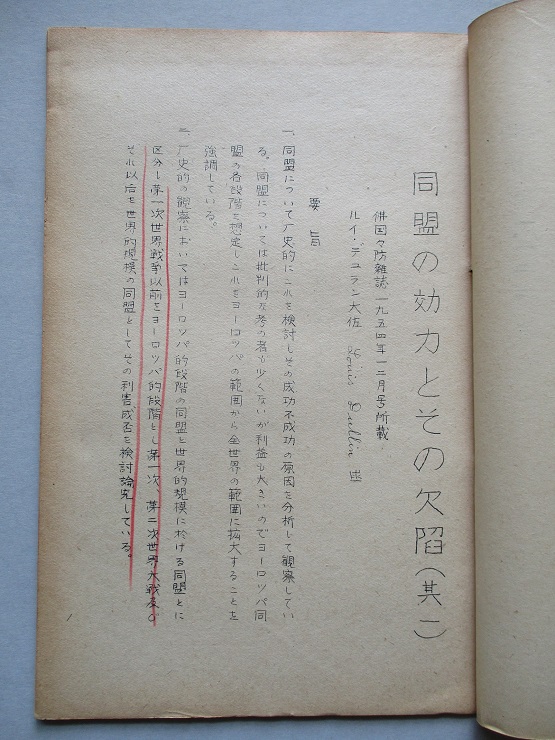 同盟の効力とその欠陥(其一)
仏国々防雑誌一九五四年一二月号所載
ルイ・デュラン大佐 述
要旨
一、同盟について厂史的にこれを検討しその成功不成功の原因を分析して観察してい
る。同盟については批判的な考の者も少くないが利益も大きいのでヨーロッパ同
盟の各段階を想定しこれをヨーロッパの範囲から全世界の範囲に拡大することを
強調している。
二、厂史的の観察においてはヨーロッパ的段階の同盟と世界的規模に於ける同盟とに
区分し第一次世界戦争以前をヨーロッパ的段階とし第一次、第二次世界大戦及び
それ以后を世界的規模の同盟としてその利害成否を検討論究している。